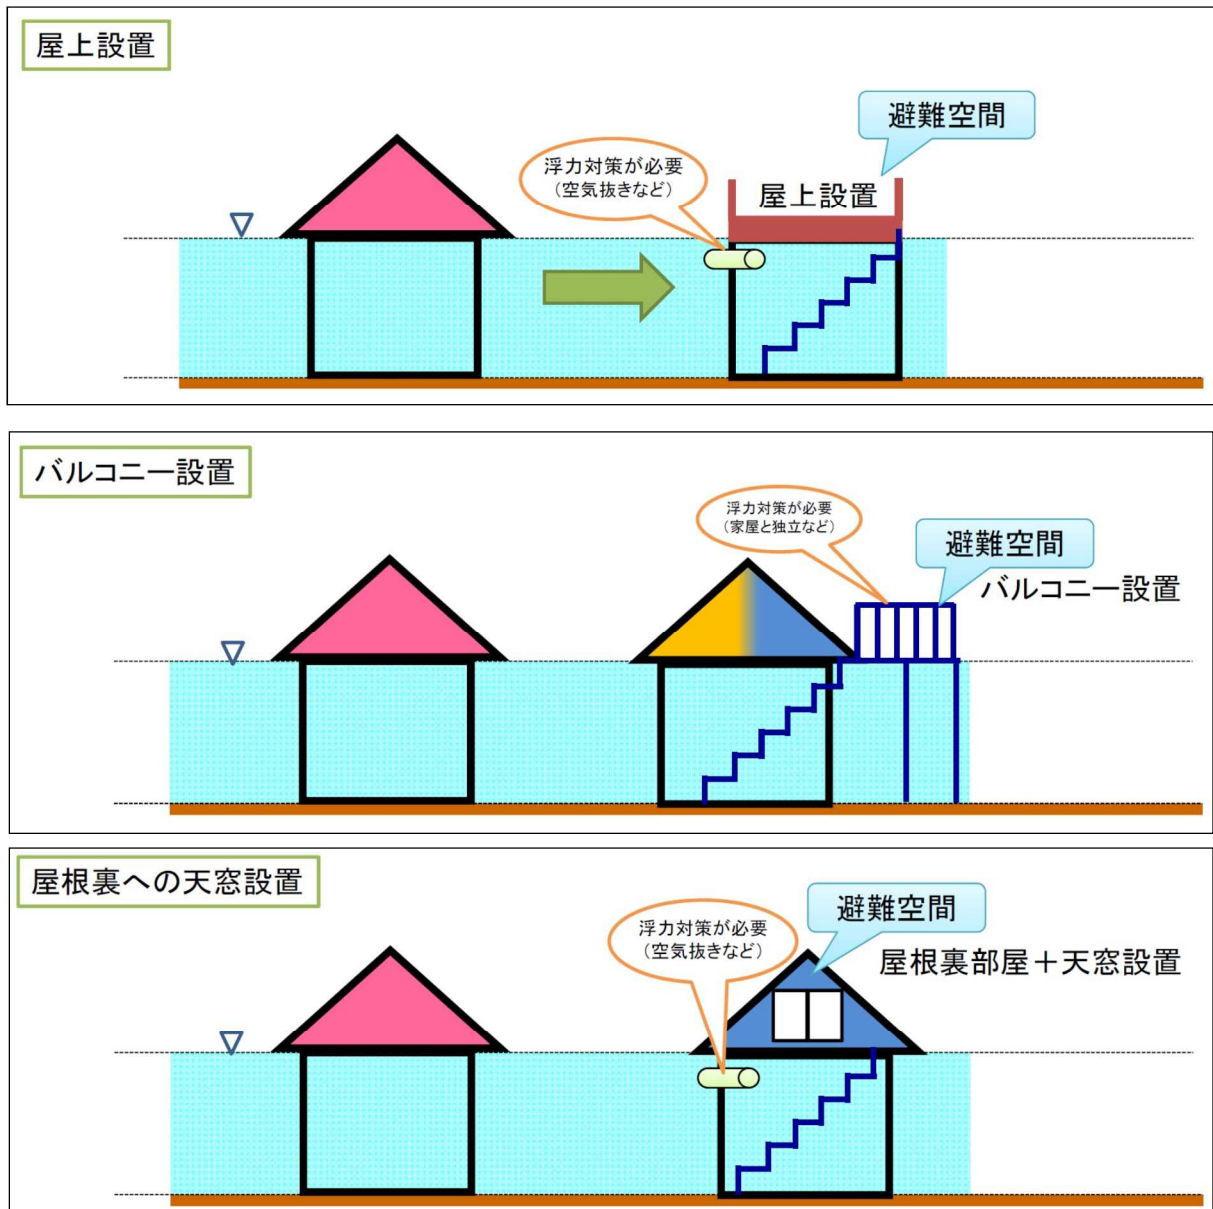 屋上設置
避難空間
浮力対策が必要
(空気抜きなど)
屋上設置
バルコニー設置
浮力対策が必要
(家屋と独立など)
避難空間
バルコニー設置
屋根裏への天窓設置
避難空間
浮力対策が必要
(空気抜きなど)
屋根裏部屋＋天窓設置